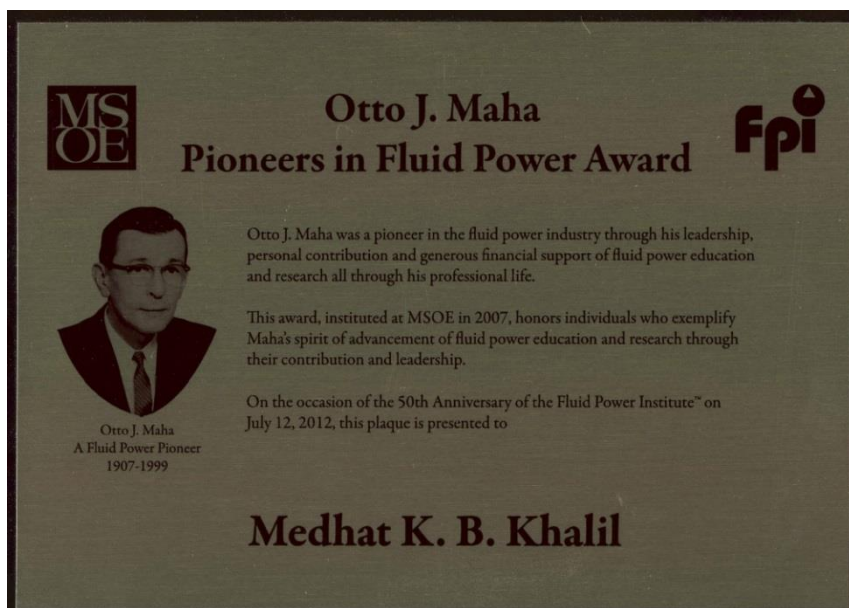 MS
OE
Otto J. Maha
Pioneers in Fluid Power Award
fpi
Otto J. Maha was a pioneer in the fluid power industry through his leadership,
personal contribution and generous financial support of fluid power education
and research all through his professional life.
This award, instituted at MSOE in 2007, honors individuals who exemplify
Maha's spirit of advancement of fluid power education and research through
their contribution and leadership.
On the occasion of the 50th Anniversary of the Fluid Power Institute™ on
July 12, 2012, this plaque is presented to
Otto J. Maha
A Fluid Power Pioneer
1907-1999
Medhat K. B. Khalil